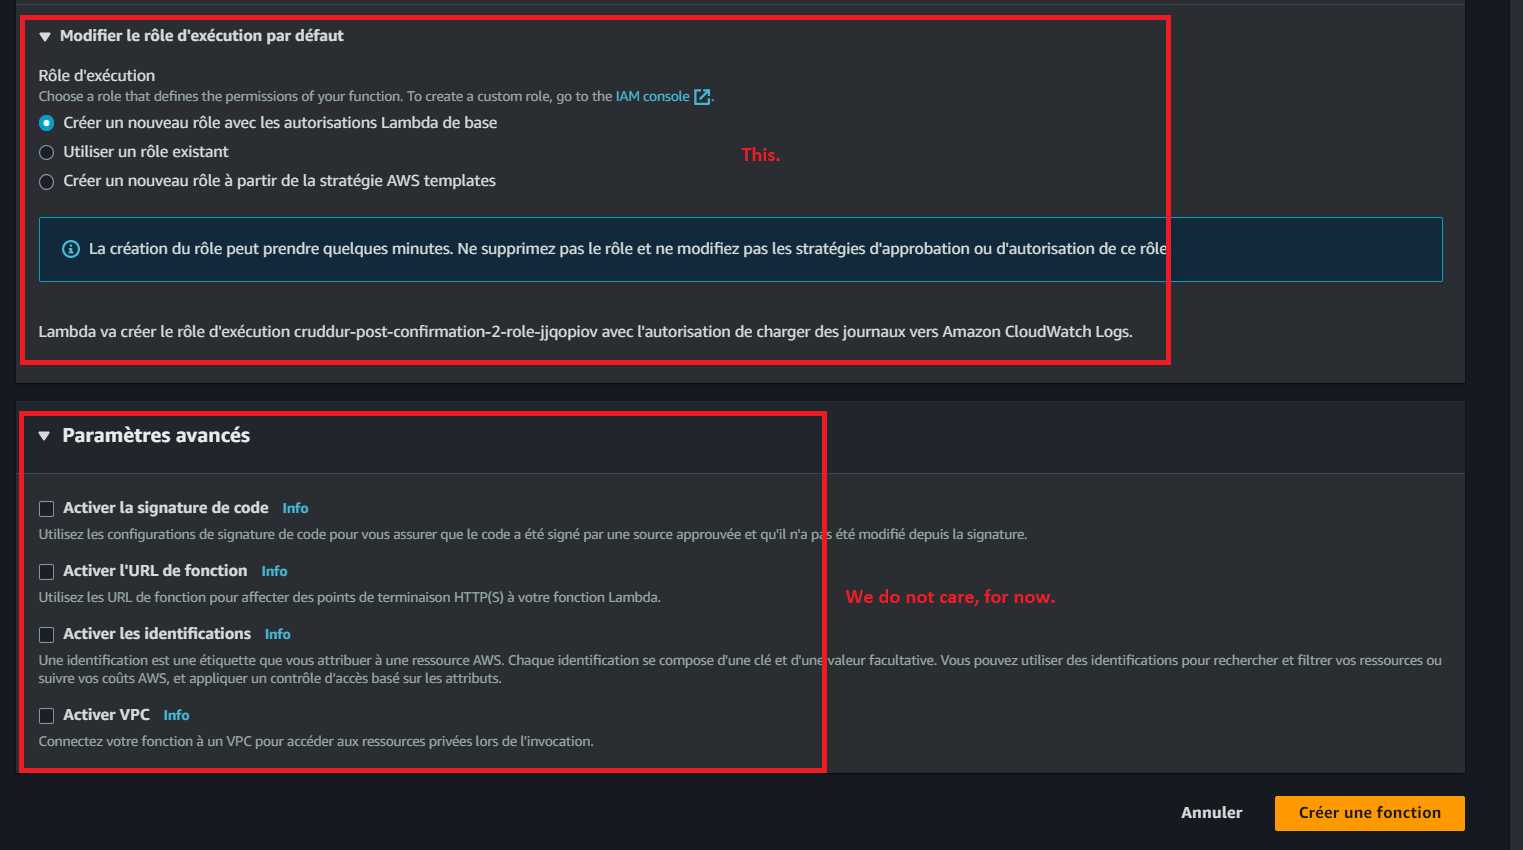 Modifier le rôle d'exécution par défaut
Rôle d'exécution
Choose a role that defines the permissions of your function. To create a custom role, go to the IAM console .
Créer un nouveau rôle avec les autorisations Lambda de base
Utiliser un rôle existant
This.
Créer un nouveau rôle à partir de la stratégie AWS templates
La création du rôle peut prendre quelques minutes. Ne supprimez pas le rôle et ne modifiez pas les stratégies d'approbation ou d'autorisation de ce rôle
Lambda va créer le rôle d'exécution cruddur-post-confirmation-2-role-jjqopiov avec l'autorisation de charger des journaux vers Amazon CloudWatch Logs.
Paramètres avancés
Activer la signature de code Info
Utilisez les configurations de signature de code pour vous assurer que le code a été signé par une source approuvée et qu'il n'a pas été modifié depuis la signature.
Activer l'URL de fonction Info
Utilisez les URL de fonction pour affecter des points de terminaison HTTP(S) à votre fonction Lambda.
We do not care, for now.
Activer les identifications Info
Une identification est une étiquette que vous attribuer à une ressource AWS. Chaque identification se compose d'une clé et d'une valeur facultative. Vous pouvez utiliser des identifications pour rechercher et filtrer vos ressources ou
suivre vos coûts AWS, et appliquer un contrôle d’accès basé sur les attributs.
Activer VPC Info
Connectez votre fonction à un VPC pour accéder aux ressources privées lors de l'invocation.
Annuler
Créer une fonction